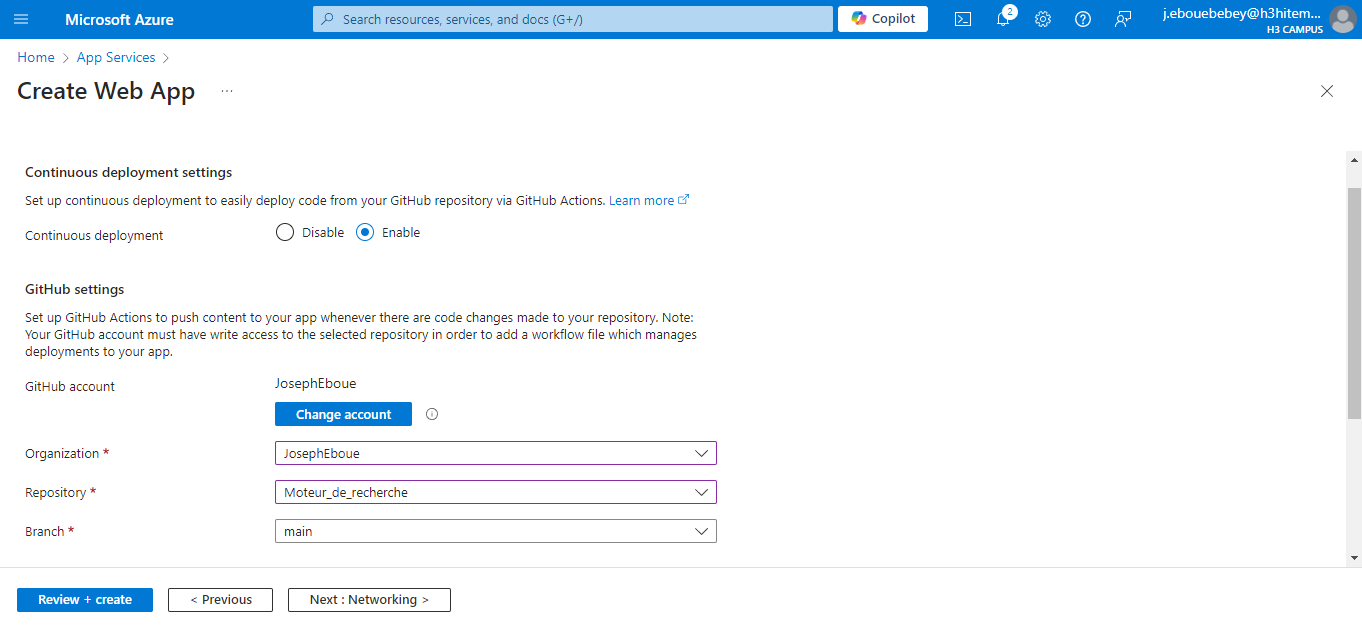 Microsoft Azure
Search resources, services, and docs (G+/)
Copilot
2
j.ebouebebey@h3hitem...
H3 CAMPUS
Home > App Services >
Create Web App ...
Continuous deployment settings
Set up continuous deployment to easily deploy code from your GitHub repository via GitHub Actions. Learn more
Continuous deployment
Disable
Enable
GitHub settings
Set up GitHub Actions to push content to your app whenever there are code changes made to your repository. Note:
Your GitHub account must have write access to the selected repository in order to add a workflow file which manages
deployments to your app.
GitHub account
JosephEboue
Change account
Organization *
JosephEboue
Repository *
Moteur_de_recherche
Branch *
main
Review + create
< Previous
Next : Networking >